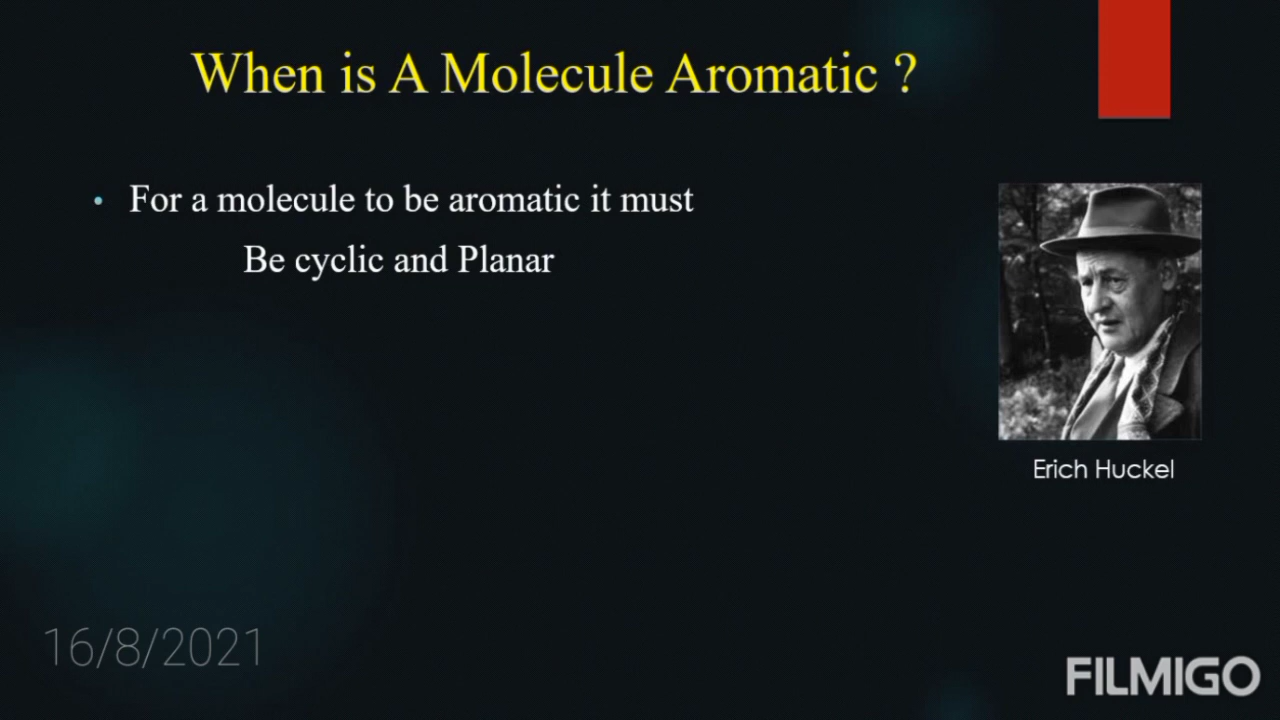 When is A Molecule Aromatic ?
• For a molecule to be aromatic it must
Be cyclic and Planar
Erich Huckel
16/8/2021
FILMIGO